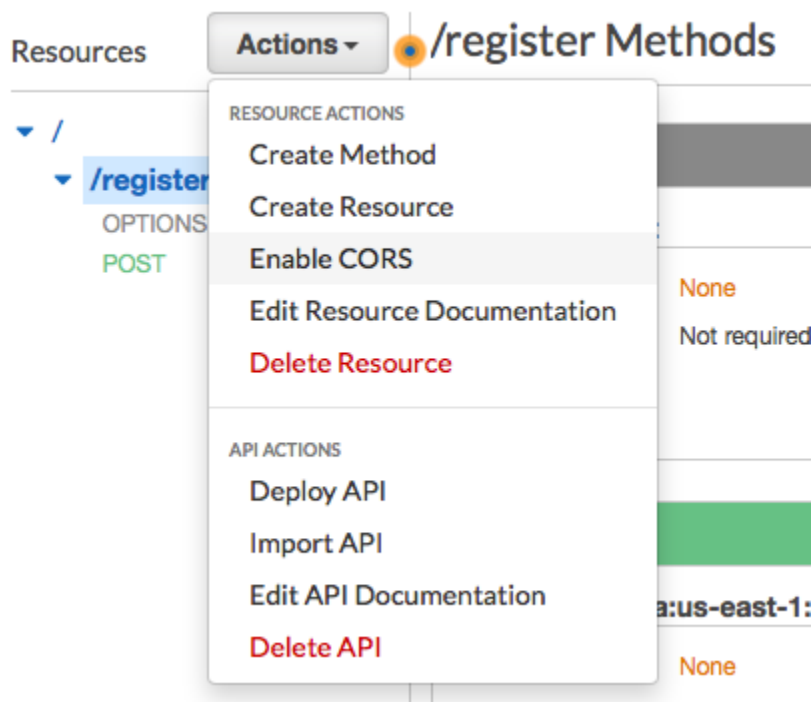 Resources
Actions
/register Methods
/
/register
OPTIONS
POST
RESOURCE ACTIONS
Create Method
Create Resource
Enable CORS
Edit Resource Documentation
Delete Resource
API ACTIONS
Deploy API
Import API
Edit API Documentation
Delete API
None
Not required
a:us-east-1:
None